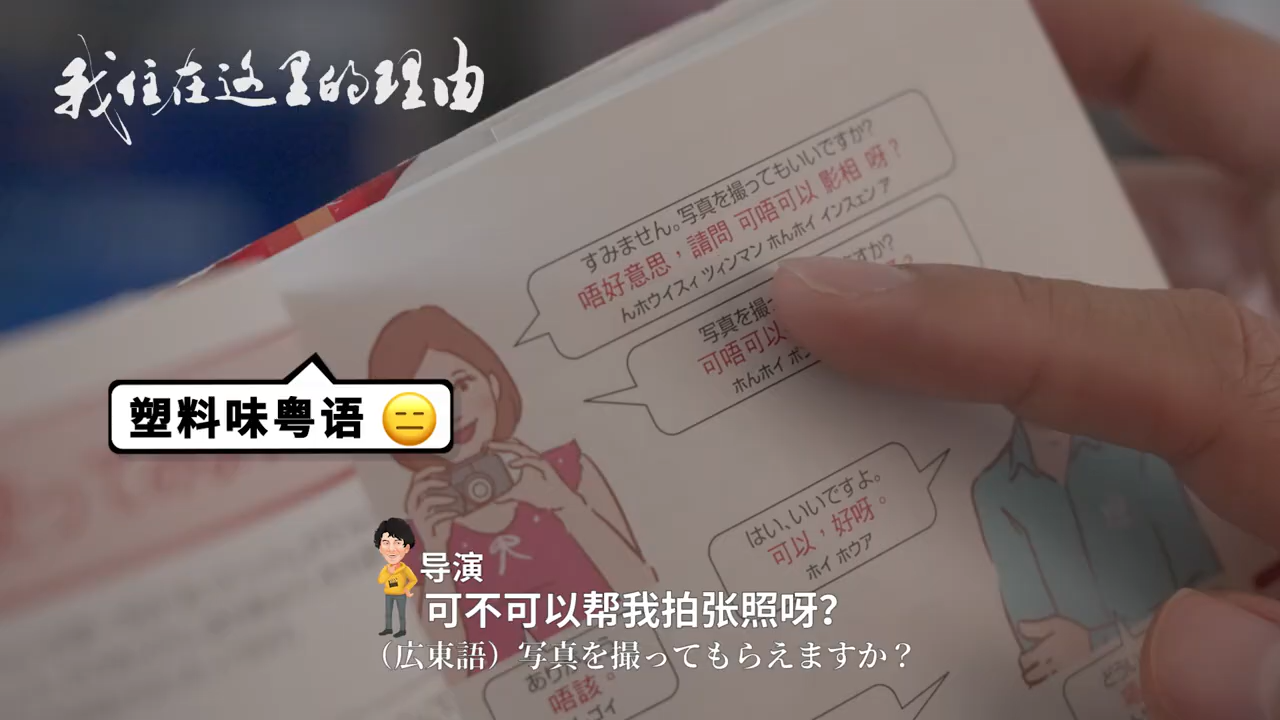 我住在这里的理由
すみません。写真を撮ってもいいですか?
唔好意思，請問 可唔可以 影相 呀？
んホウイスィ ツィンマン ホんホイ インスェン ア
写真を撮
すか?
可唔可以
ホんホイ
塑料味粤语 😑
はい、いいですよ。
可以，好呀。
ホイ ホウア
导演
可不可以帮我拍张照呀?
（広東語）写真を撮ってもらえますか？
唔該。
ゴイ